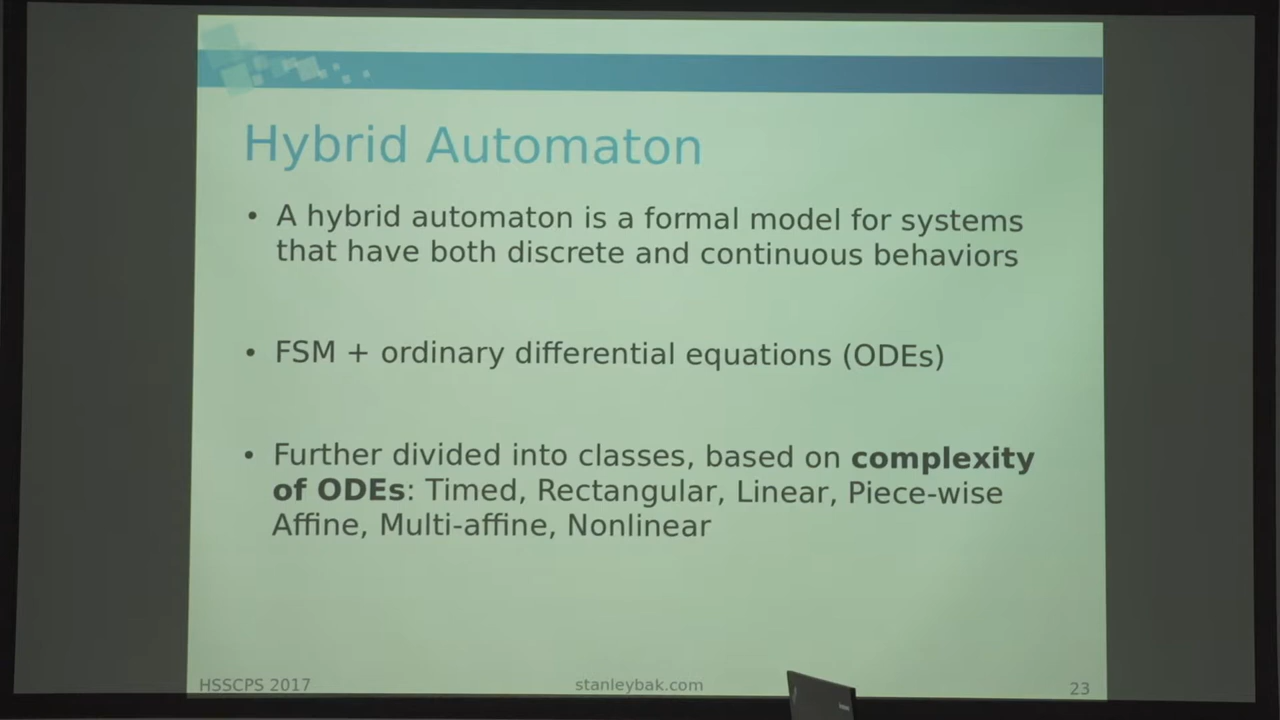 Hybrid Automaton
• A hybrid automaton is a formal model for systems
that have both discrete and continuous behaviors
• FSM + ordinary differential equations (ODEs)
• Further divided into classes, based on complexity
of ODEs: Timed, Rectangular, Linear, Piece-wise
Affine, Multi-affine, Nonlinear
HSSCPS 2017 stanleybak.com 23